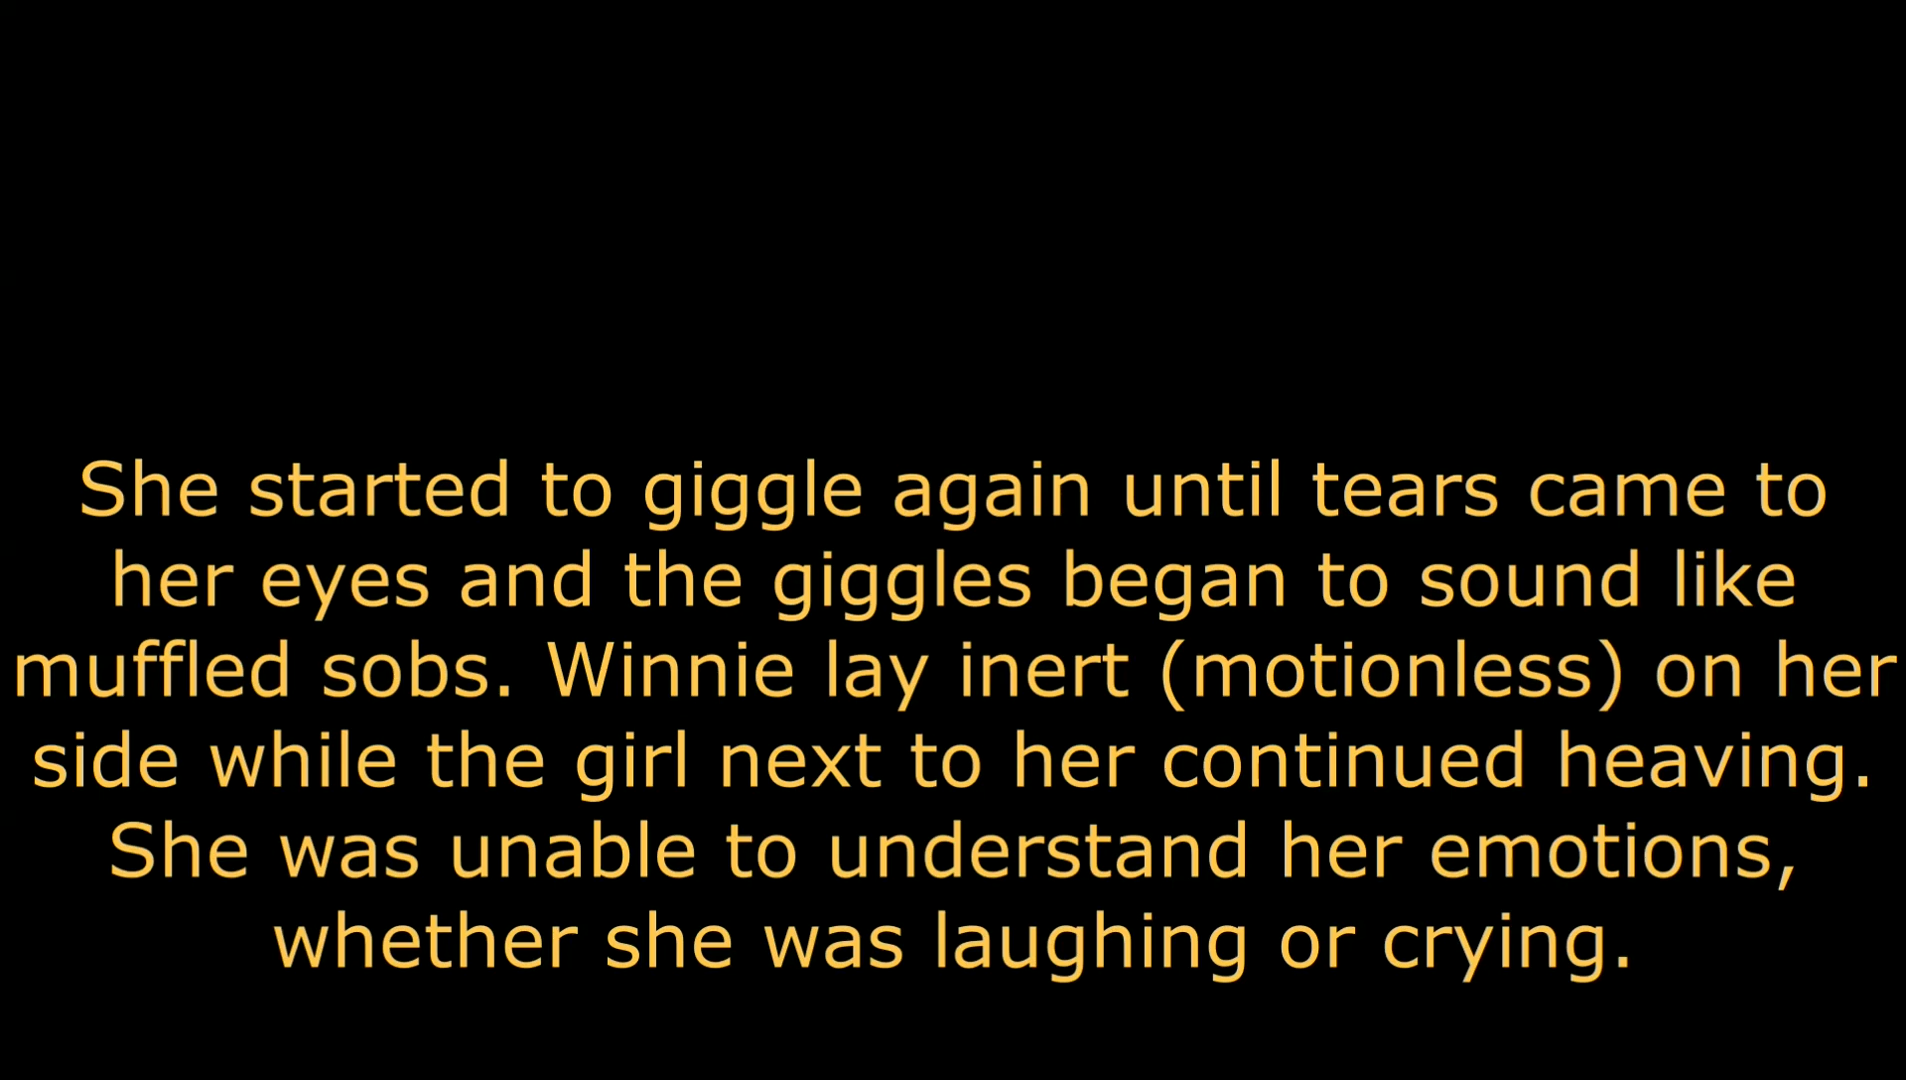 She started to giggle again until tears came to
her eyes and the giggles began to sound like
muffled sobs. Winnie lay inert (motionless) on her
side while the girl next to her continued heaving.
She was unable to understand her emotions,
whether she was laughing or crying.